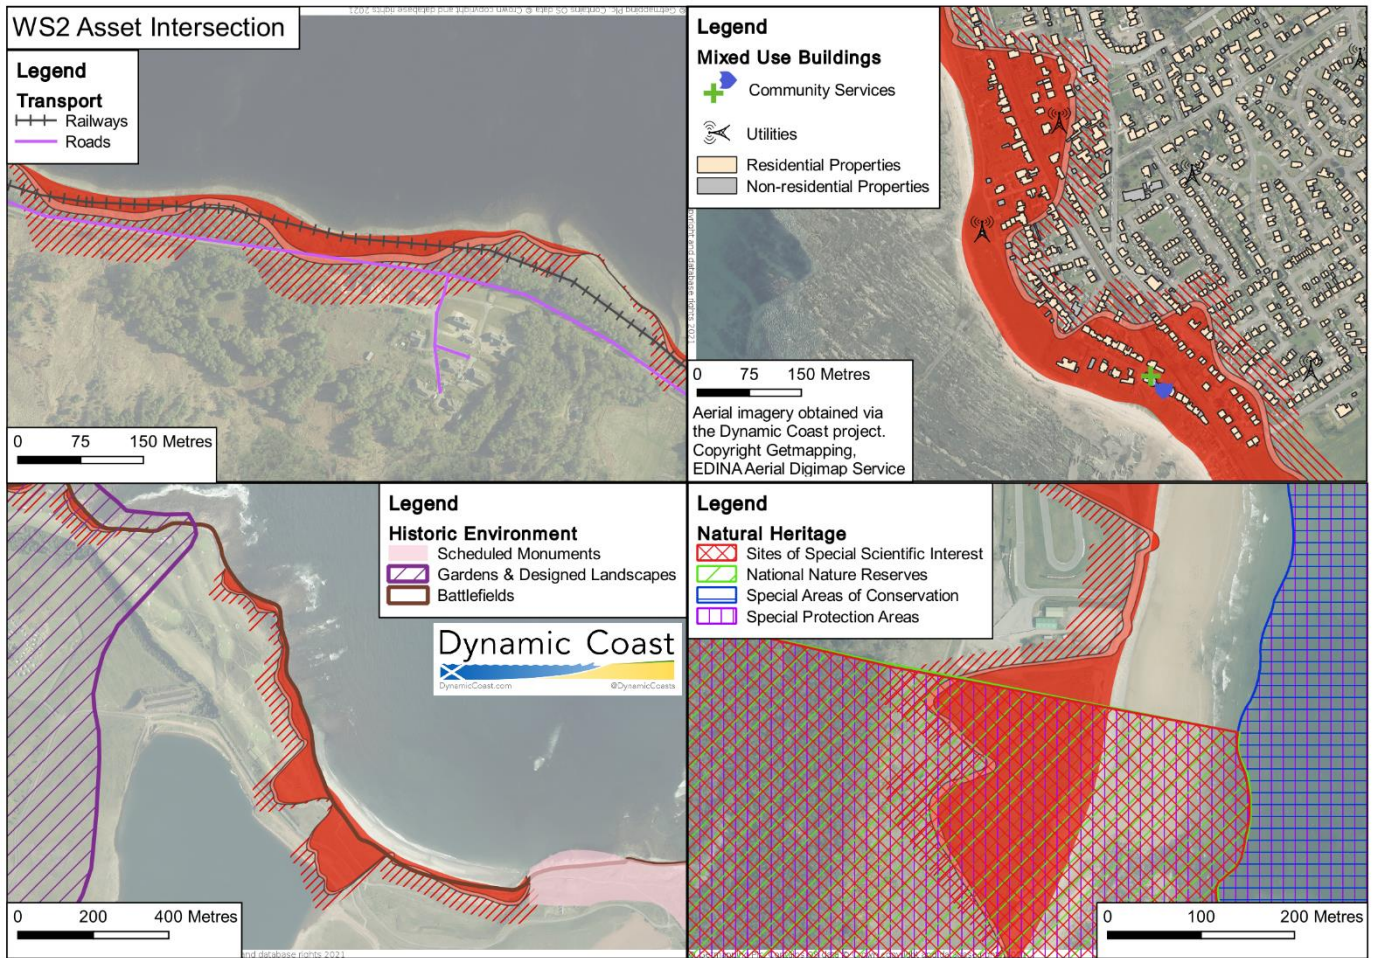 WS2 Asset Intersection
Legend
Transport
Railways
Roads
0 75 150 Metres
Legend
Mixed Use Buildings
Community Services
Utilities
Residential Properties
Non-residential Properties
0 75 150 Metres
Aerial imagery obtained via
the Dynamic Coast project.
Copyright Getmapping,
EDINA Aerial Digimap Service
Legend
Historic Environment
Scheduled Monuments
Gardens & Designed Landscapes
Battlefields
Dynamic Coast
DynamicCoast.com @DynamicCoasts
0 200 400 Metres
and database rights 2021
Legend
Natural Heritage
Sites of Special Scientific Interest
National Nature Reserves
Special Areas of Conservation
Special Protection Areas
0 100 200 Metres